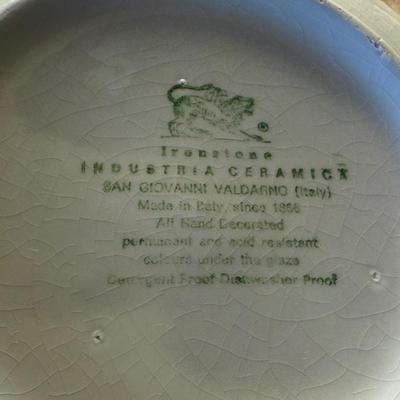 Ironstone
INDUSTRIA CERAMICA
SAN GIOVANNI VALDARNO (Italy)
Made in Italy, since 1866
All Hand Decorated
permanent and acid resistant
colours under the glaze
Detergent Proof Dishwasher Proof